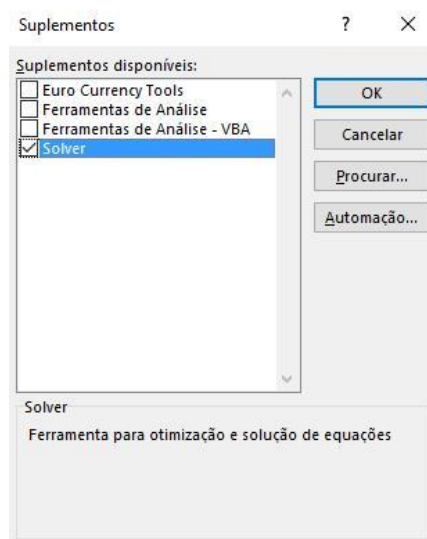 Suplementos ? ×
Suplementos disponíveis:
Euro Currency Tools
Ferramentas de Análise
Ferramentas de Análise - VBA
Solver
OK
Cancelar
Procurar...
Automação...
Solver
Ferramenta para otimização e solução de equações